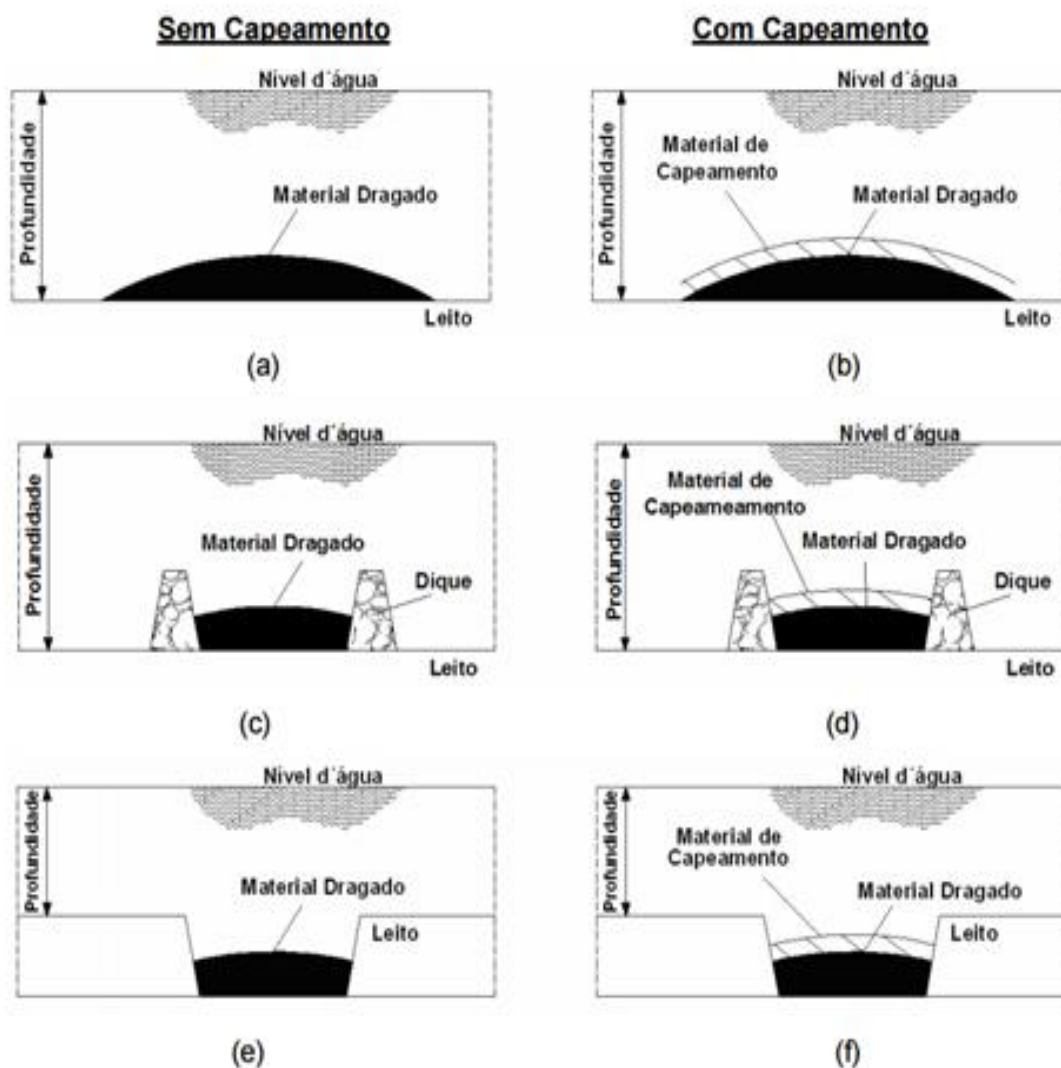 Sem Capeamento
Com Capeamento
Nível d´água
Profundidade
Material Dragado
Leito
(a)
Nível d´água
Profundidade
Material de
Capeamento
Material Dragado
Leito
(b)
Nível d´água
Profundidade
Material Dragado
Dique
Leito
(c)
Nível d´água
Profundidade
Material de
Capeameamento
Material Dragado
Dique
Leito
(d)
Nível d´água
Profundidade
Material Dragado
Leito
(e)
Nível d´água
Profundidade
Material de
Capeamento
Material Dragado
Leito
(f)